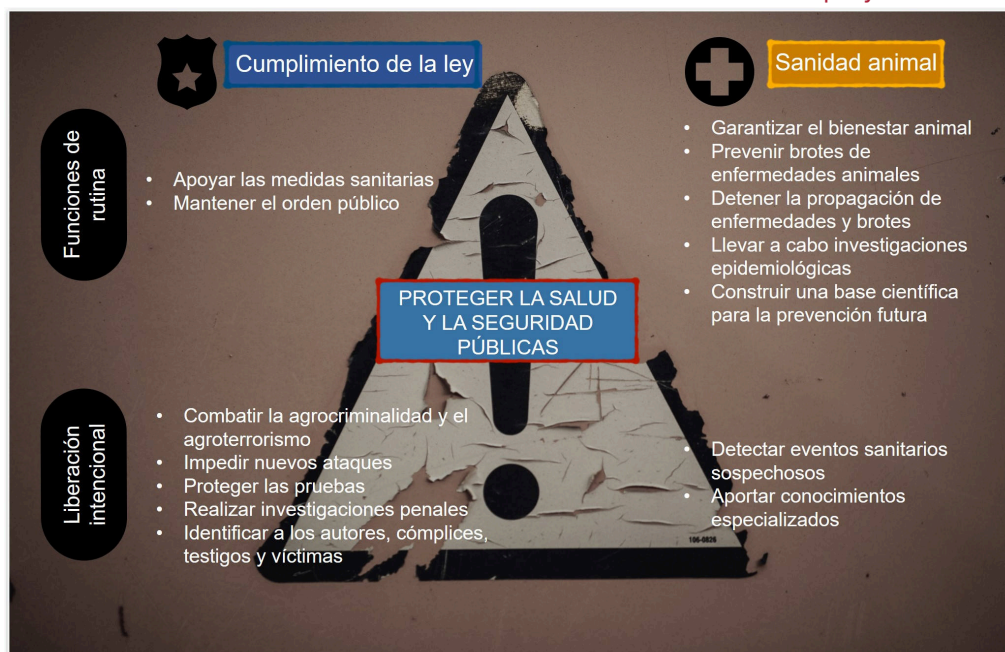 Cumplimiento de la ley
Sanidad animal
Funciones de
rutina
• Apoyar las medidas sanitarias
• Mantener el orden público
• Garantizar el bienestar animal
• Prevenir brotes de
enfermedades animales
• Detener la propagación de
enfermedades y brotes
• Llevar a cabo investigaciones
epidemiológicas
• Construir una base científica
para la prevención futura
PROTEGER LA SALUD
Y LA SEGURIDAD
PÚBLICAS
Liberación
intencional
• Combatir la agrocriminalidad y el
agroterrorismo
• Impedir nuevos ataques
• Proteger las pruebas
• Realizar investigaciones penales
• Identificar a los autores, cómplices,
testigos y víctimas
• Detectar eventos sanitarios
sospechosos
• Aportar conocimientos
especializados
106-0826